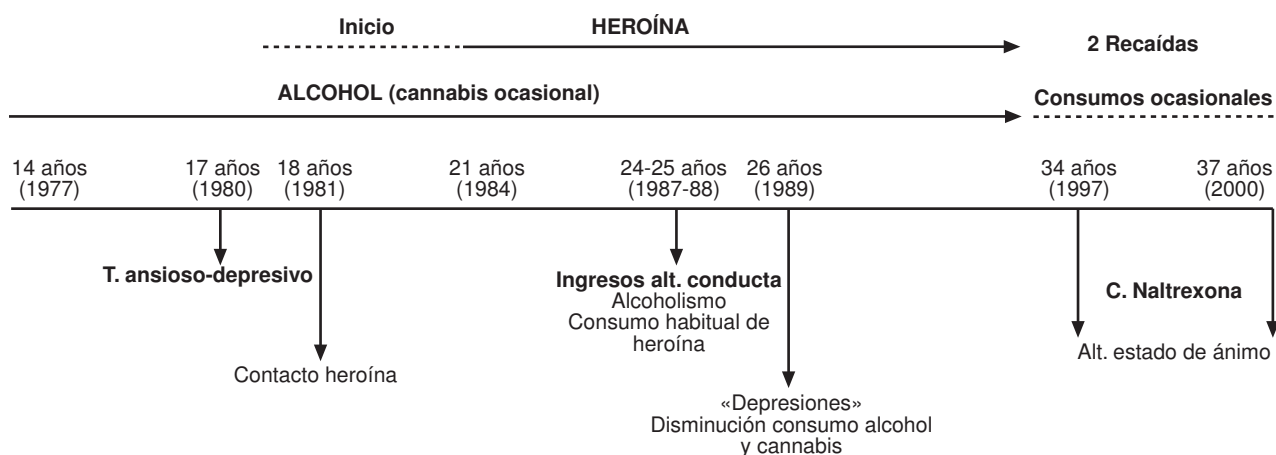 Inicio
HEROÍNA
2 Recaídas
ALCOHOL (cannabis ocasional)
Consumos ocasionales
14 años
(1977)
17 años
(1980)
18 años
(1981)
21 años
(1984)
24-25 años
(1987-88)
26 años
(1989)
34 años
(1997)
37 años
(2000)
T. ansioso-depresivo
Contacto heroína
Ingresos alt. conducta
Alcoholismo
Consumo habitual de
heroína
«Depresiones»
Disminución consumo alcohol
y cannabis
C. Naltrexona
Alt. estado de ánimo